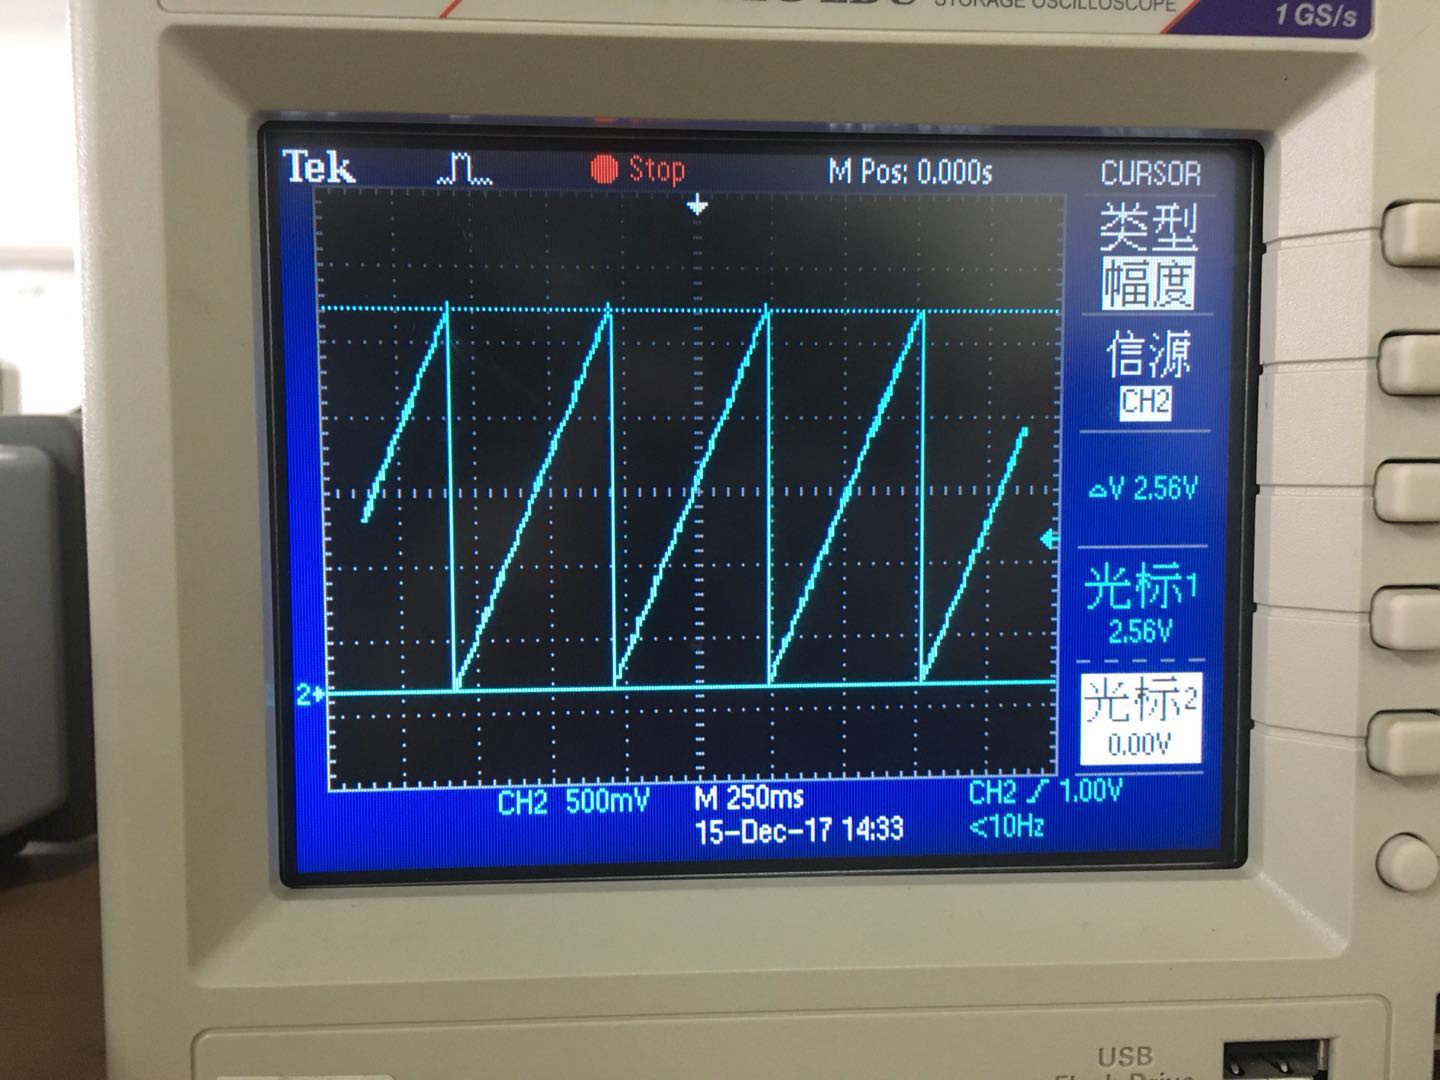 STORAGE OSCILLOSCOPE
1 GS/s
Tek
Stop
M Pos: 0.000s
CURSOR
类型
幅度
信源
CH2
△V 2.56V
光标1
2.56V
光标2
0.00V
2
CH2 500mV
M 250ms
CH2 1.00V
15-Dec-17 14:33
<10Hz
USB